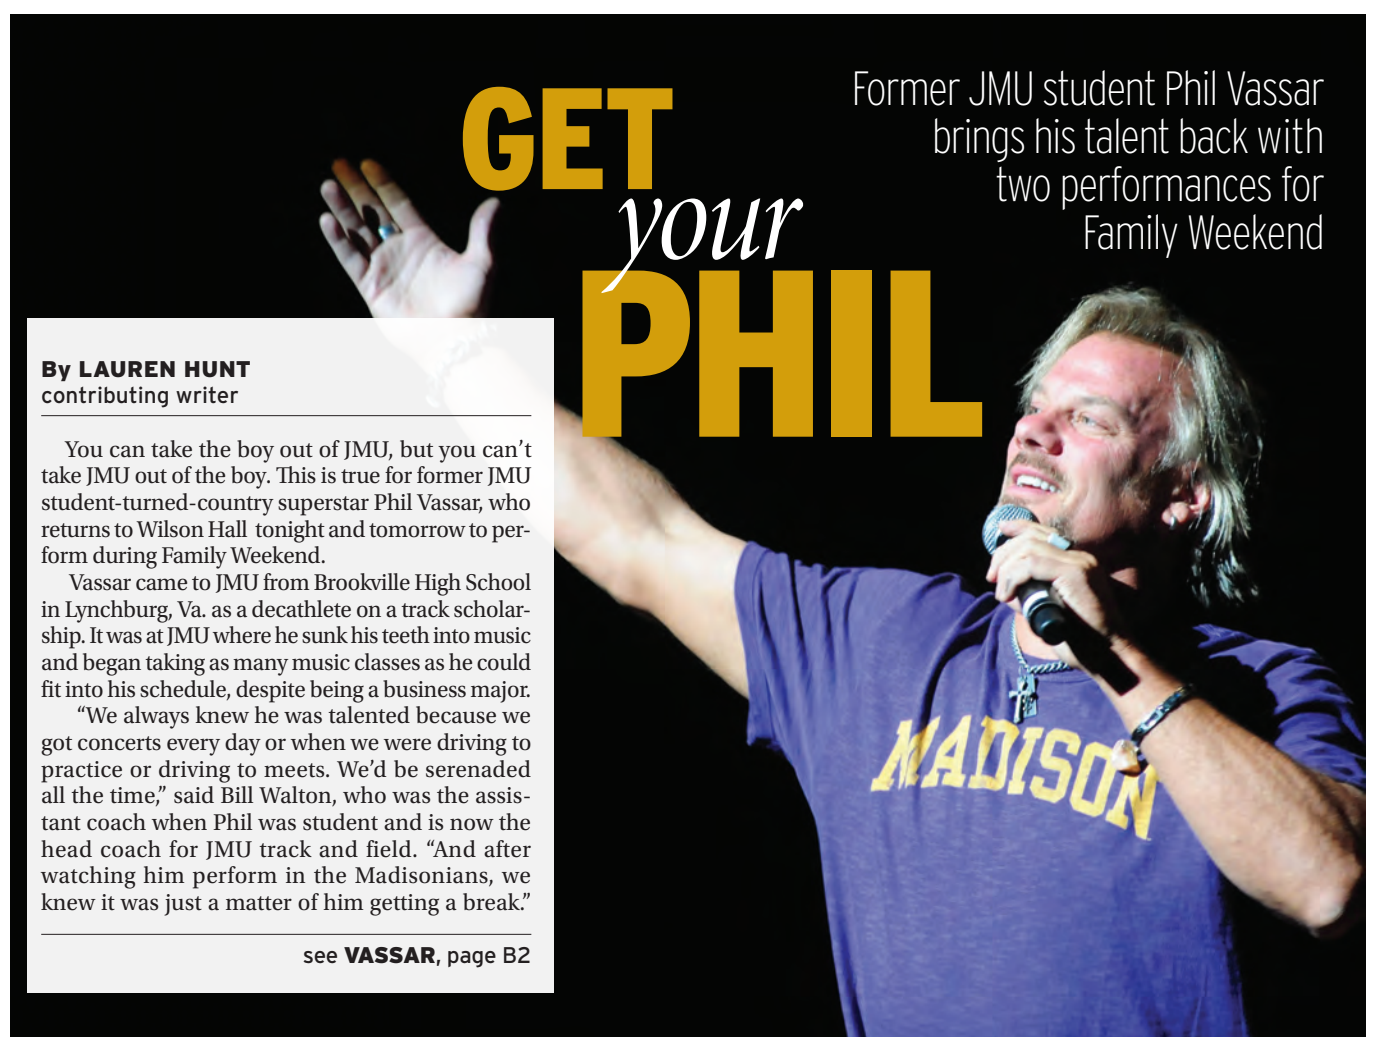 GET
your
PHIL
Former JMU student Phil Vassar
brings his talent back with
two performances for
Family Weekend
By LAUREN HUNT
contributing writer
You can take the boy out of JMU, but you can’t
take JMU out of the boy. This is true for former JMU
student-turned-country superstar Phil Vassar, who
returns to Wilson Hall tonight and tomorrow to per-
form during Family Weekend.
Vassar came to JMU from Brookville High School
in Lynchburg, Va. as a decathlete on a track scholar-
ship. It was at JMU where he sunk his teeth into music
and began taking as many music classes as he could
fit into his schedule, despite being a business major.
“We always knew he was talented because we
got concerts every day or when we were driving to
practice or driving to meets. We’d be serenaded
all the time,” said Bill Walton, who was the assis-
tant coach when Phil was student and is now the
head coach for JMU track and field. “And after
watching him perform in the Madisonians, we
knew it was just a matter of him getting a break.”
see VASSAR, page B2
MADISON